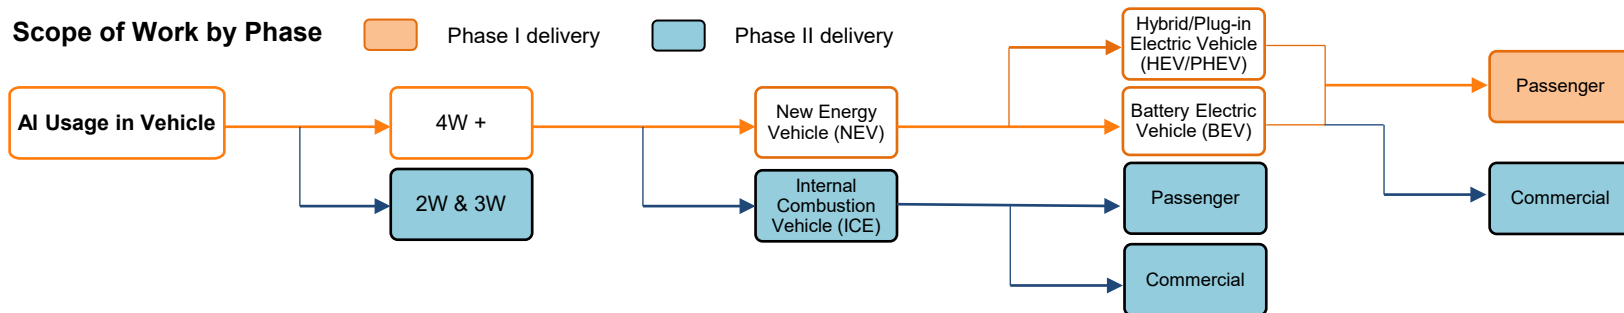 Scope of Work by Phase
Phase I delivery
Phase II delivery
AI Usage in Vehicle
4W +
2W & 3W
New Energy
Vehicle (NEV)
Internal
Combustion
Vehicle (ICE)
Hybrid/Plug-in
Electric Vehicle
(HEV/PHEV)
Battery Electric
Vehicle (BEV)
Passenger
Commercial
Passenger
Commercial